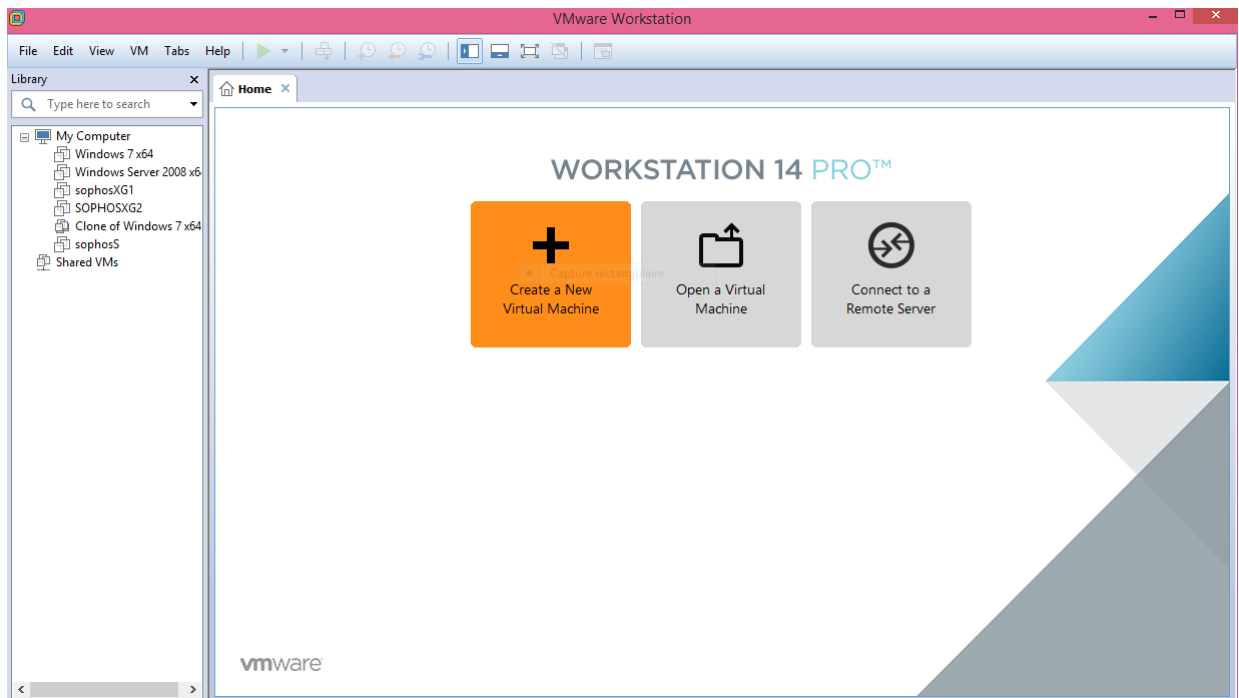 VMware Workstation
File Edit View VM Tabs Help
Library
Type here to search
My Computer
Windows 7 x64
Windows Server 2008 x6
sophosXG1
SOPHOSXG2
Clone of Windows 7 x64
sophosS
Shared VMs
Home
WORKSTATION 14 PRO™
Capture rectangulaire
Create a New
Virtual Machine
Open a Virtual
Machine
Connect to a
Remote Server
vmware